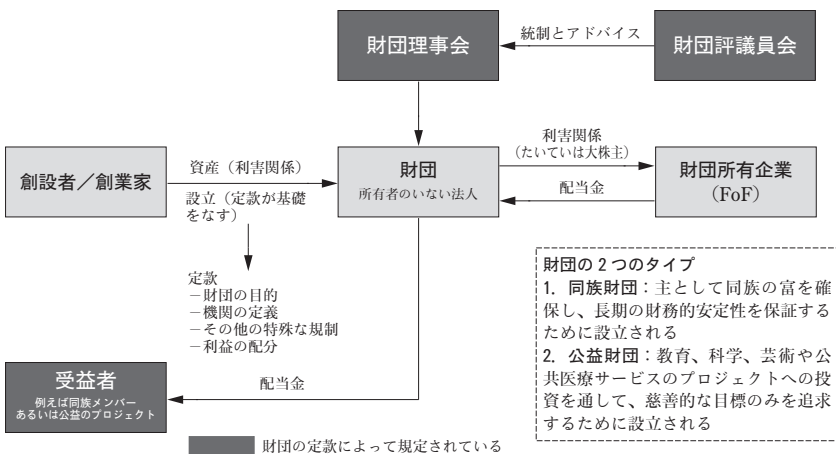 財団理事会
統制とアドバイス
財団評議員会
創設者／創業家
資産（利害関係）
設立（定款が基礎
をなす）
財団
所有者のいない法人
利害関係
（たいていは大株主）
配当金
財団所有企業
（FoF）
定款
－財団の目的
－機関の定義
－その他の特殊な規制
－利益の配分
財団の2つのタイプ
1. 同族財団：主として同族の富を確
保し、長期の財務的安定性を保証する
ために設立される
2. 公益財団：教育、科学、芸術や公
共医療サービスのプロジェクトへの投
資を通して、慈善的な目標のみを追求
するために設立される
受益者
例えば同族メンバー
あるいは公益のプロジェクト
配当金
財団の定款によって規定されている